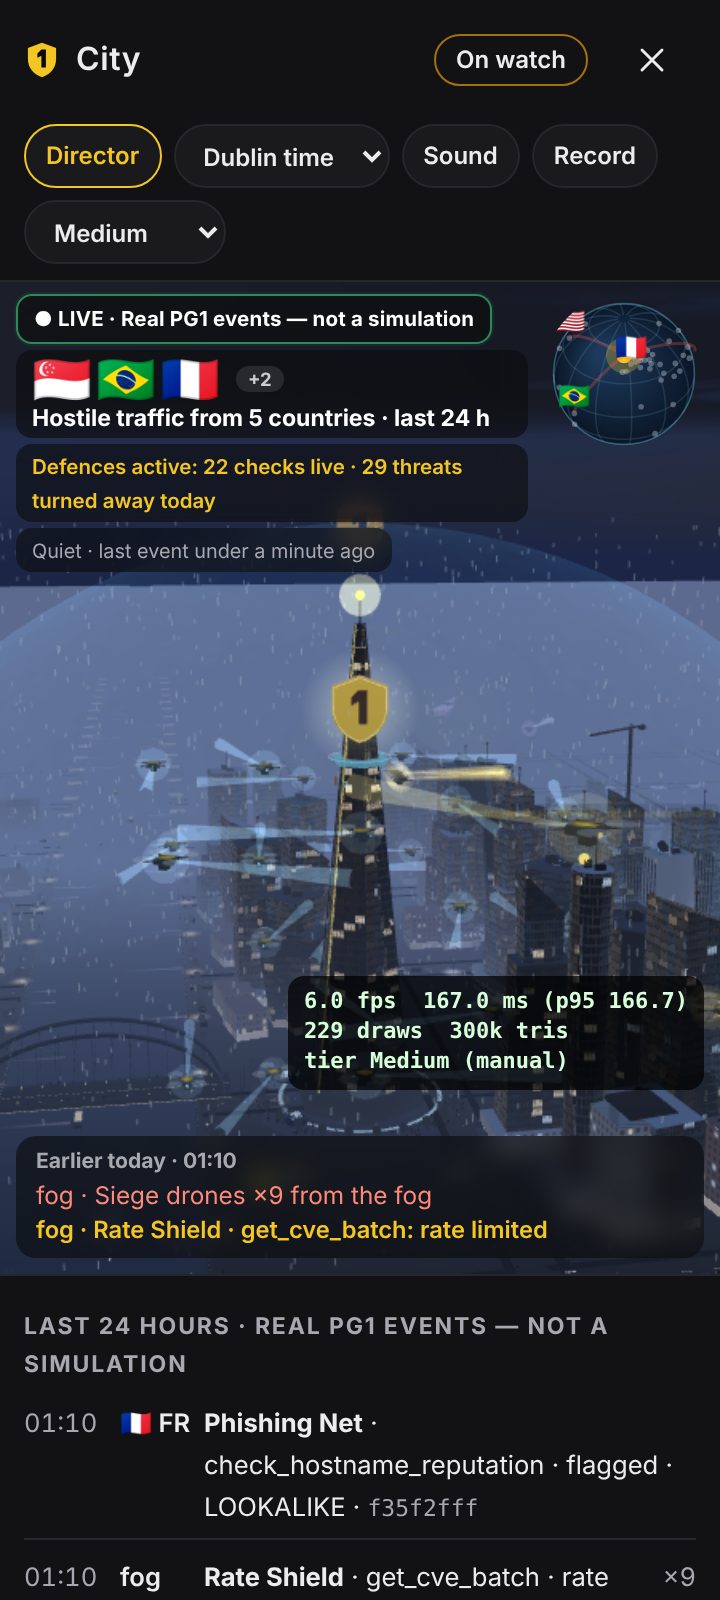 1 City On watch
Director Dublin time Sound Record
Medium
LIVE · Real PG1 events — not a simulation
+2
Hostile traffic from 5 countries · last 24 h
Defences active: 22 checks live · 29 threats
turned away today
Quiet · last event under a minute ago
1
6.0 fps 167.0 ms (p95 166.7)
229 draws 300k tris
tier Medium (manual)
Earlier today · 01:10
fog · Siege drones ×9 from the fog
fog · Rate Shield · get_cve_batch: rate limited
LAST 24 HOURS · REAL PG1 EVENTS — NOT A
SIMULATION
01:10 FR Phishing Net ·
check_hostname_reputation · flagged ·
LOOKALIKE · f35f2fff
01:10 fog Rate Shield · get_cve_batch · rate ×9